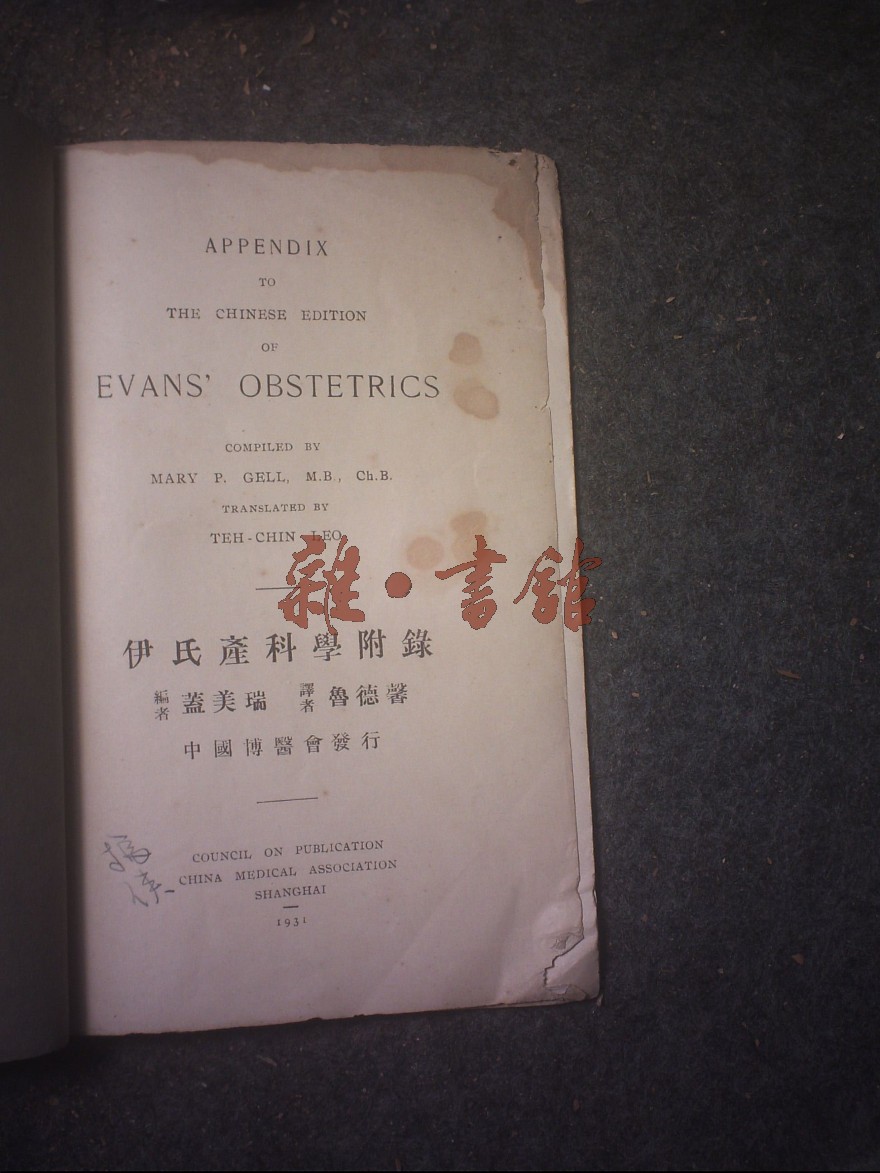 APPENDIX
TO
THE CHINESE EDITION
OF
EVANS' OBSTETRICS
COMPILED BY
MARY P. GELL, M.B., Ch.B.
TRANSLATED BY
TEH-CHIN LEO
雜•書館
伊氏產科學附錄
編者 蓋美瑞 譯者 魯德馨
中國博醫會發行
COUNCIL ON PUBLICATION
CHINA MEDICAL ASSOCIATION
SHANGHAI
1931